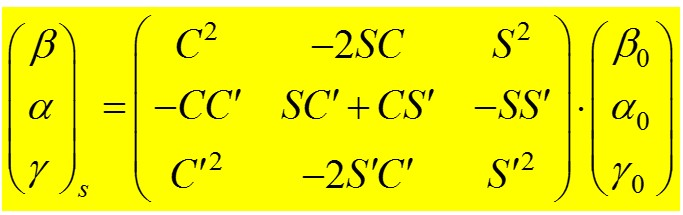 β C² −2SC S² β₀
α = −CC′ SC′ + CS′ −SS′ · α₀
γ s C′² −2S′C′ S′² γ₀